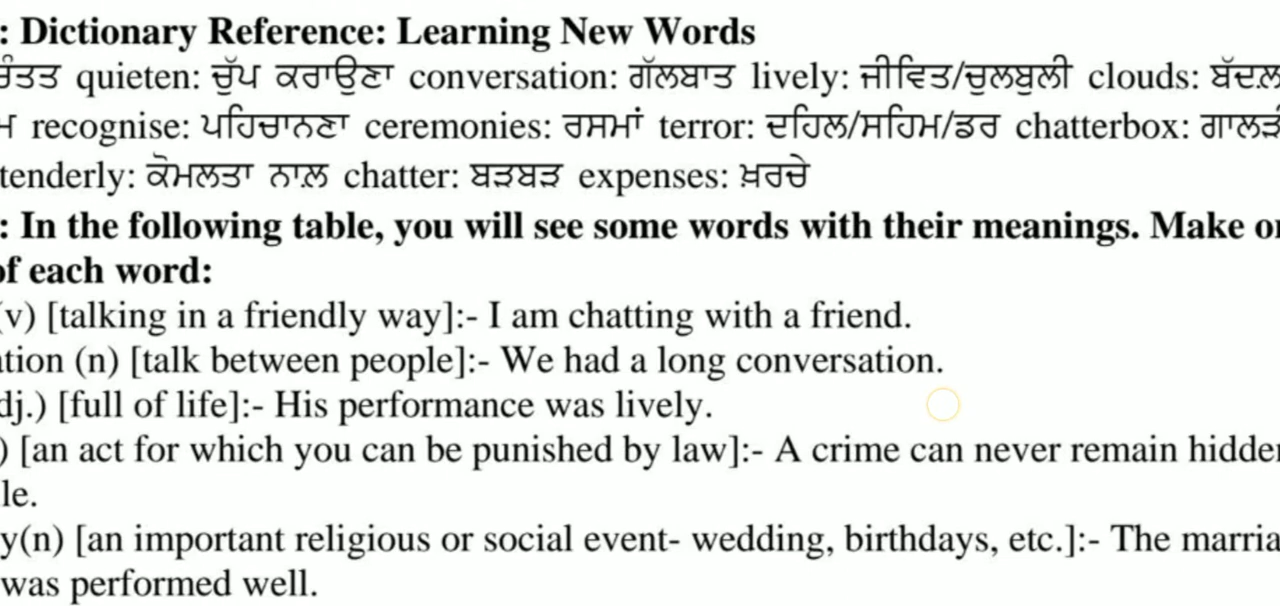 : Dictionary Reference: Learning New Words
quieten: ਚੁੱਪ ਕਰਾਉਣਾ conversation: ਗੱਲਬਾਤ lively: ਜੀਵਿਤ/ਚੁਲਬੁਲੀ clouds: ਬੱਦਲ਼
recognise: ਪਹਿਚਾਨਣਾ ceremonies: ਰਸਮਾਂ terror: ਦਹਿਲ/ਸਹਿਮ/ਡਰ chatterbox:
tenderly: ਕੋਮਲਤਾ ਨਾਲ਼ chatter: ਬੜਬੜ expenses: ਖ਼ਰਚੇ
: In the following table, you will see some words with their meanings. Make
of each word:
(v) [talking in a friendly way]:- I am chatting with a friend.
(n) [talk between people]:- We had a long conversation.
dj.) [full of life]:- His performance was lively.
) [an act for which you can be punished by law]:- A crime can never remain
le.
y(n) [an important religious or social event- wedding, birthdays, etc.]:- The marria
was performed well.